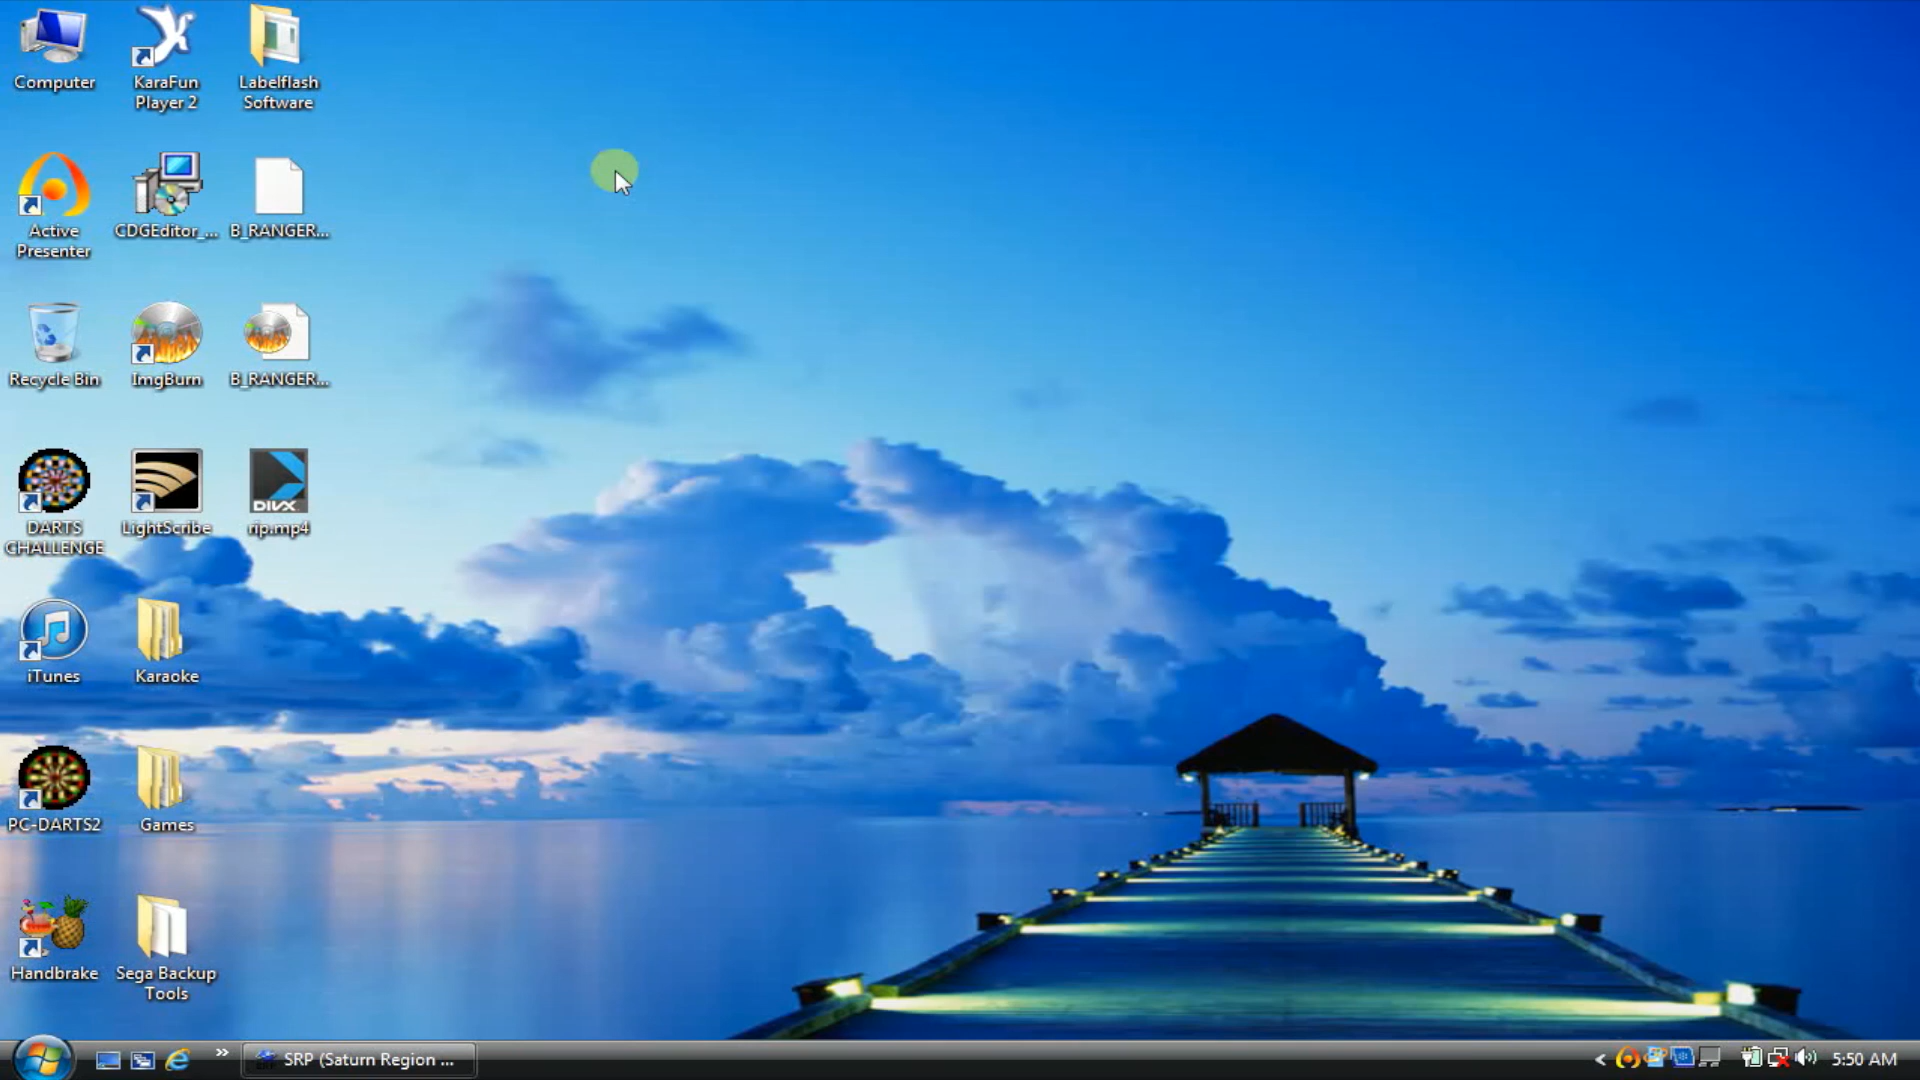 Computer
KaraFun
Player 2
Labelflash
Software
Active
Presenter
CDGEditor_...
B_RANGER...
Recycle Bin
ImgBurn
B_RANGER...
DARTS
CHALLENGE
LightScribe
DIVX
rip.mp4
iTunes
Karaoke
PC-DARTS2
Games
Handbrake
Sega Backup
Tools
SRP (Saturn Region ...
5:50 AM